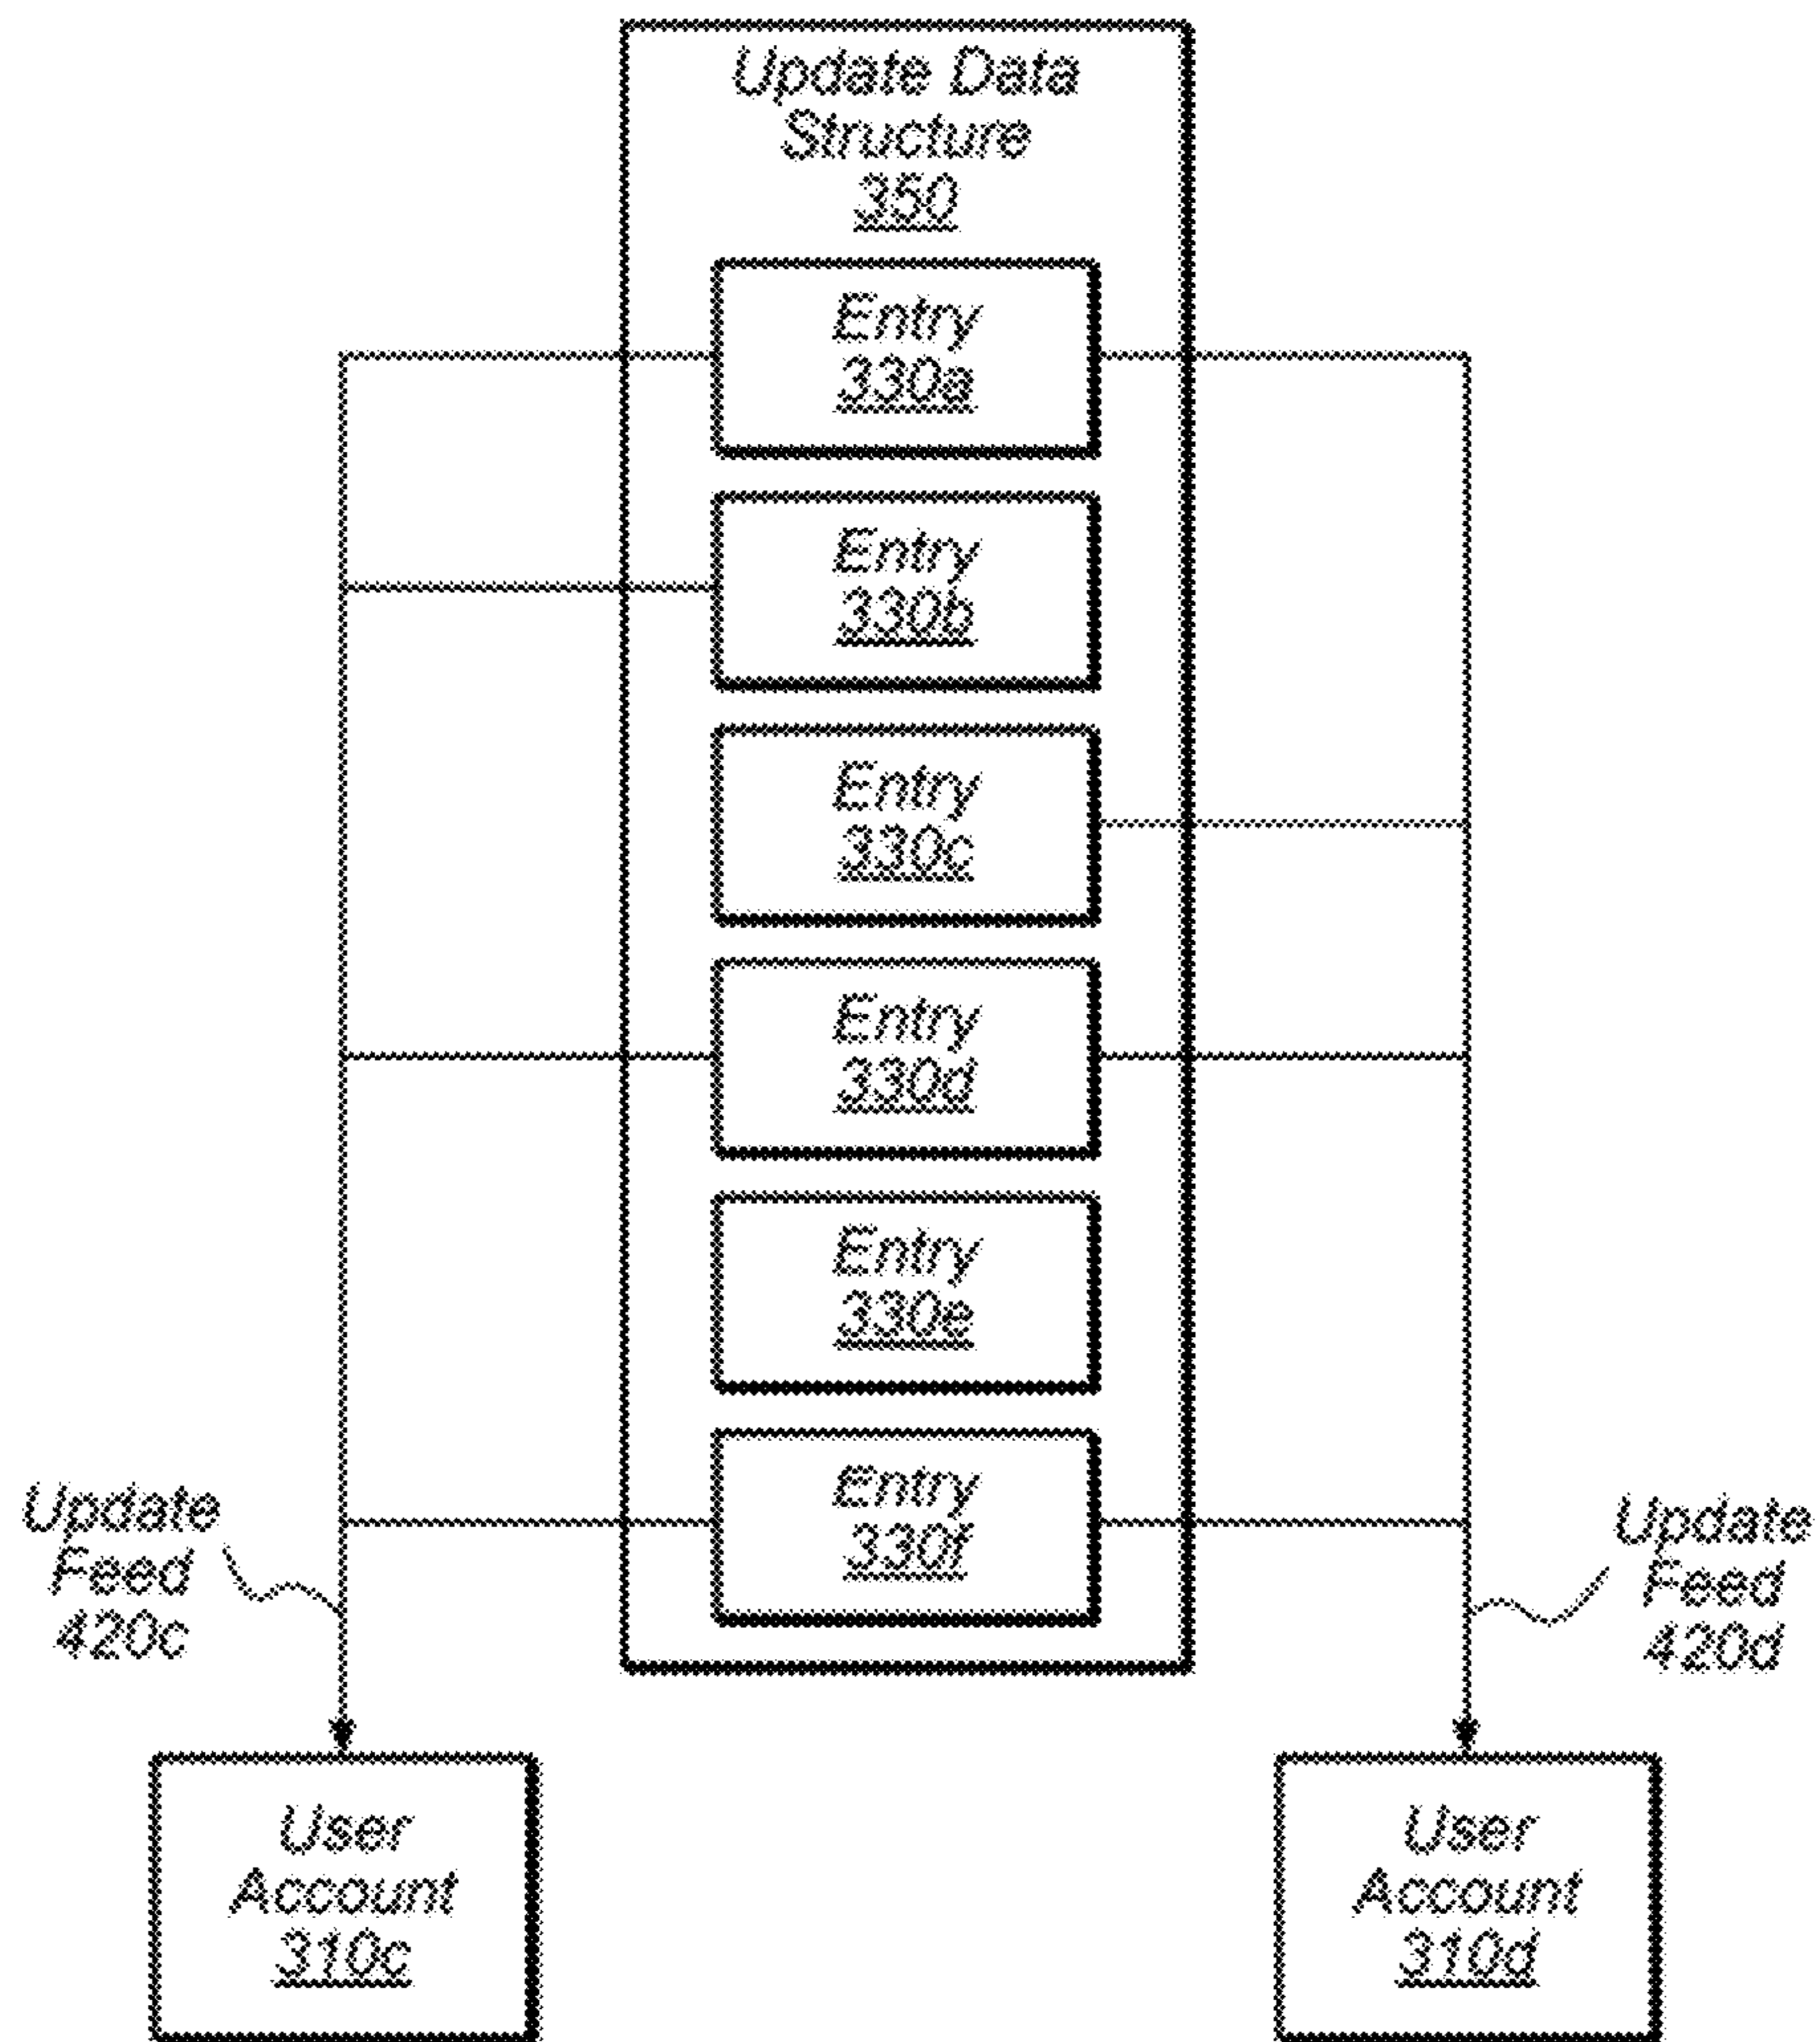 Update Data
Structure
350
Entry
330a
Entry
330b
Entry
330c
Entry
330d
Entry
330e
Entry
330f
Update
Feed
420c
Update
Feed
420d
User
Account
310c
User
Account
310d